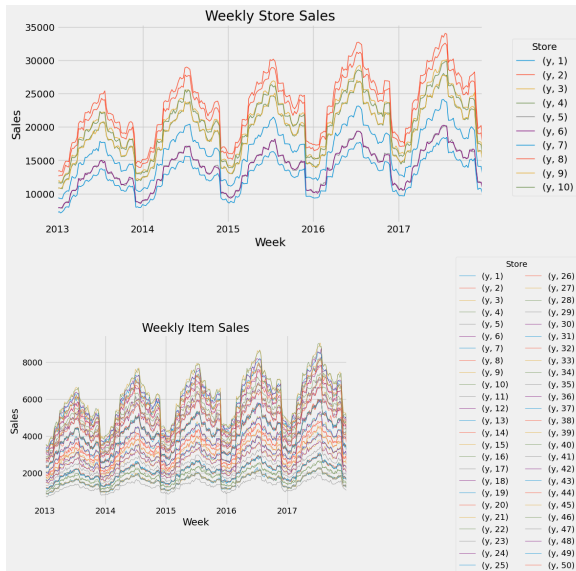 Weekly Store Sales
35000
30000
25000
20000
15000
10000
Sales
2013 2014 2015 2016 2017
Week
Store
(y, 1)
(y, 2)
(y, 3)
(y, 4)
(y, 5)
(y, 6)
(y, 7)
(y, 8)
(y, 9)
(y, 10)
Weekly Item Sales
8000
6000
4000
2000
Sales
2013 2014 2015 2016 2017
Week
Store
(y, 1) (y, 26)
(y, 2) (y, 27)
(y, 3) (y, 28)
(y, 4) (y, 29)
(y, 5) (y, 30)
(y, 6) (y, 31)
(y, 7) (y, 32)
(y, 8) (y, 33)
(y, 9) (y, 34)
(y, 10) (y, 35)
(y, 11) (y, 36)
(y, 12) (y, 37)
(y, 13) (y, 38)
(y, 14) (y, 39)
(y, 15) (y, 40)
(y, 16) (y, 41)
(y, 17) (y, 42)
(y, 18) (y, 43)
(y, 19) (y, 44)
(y, 20) (y, 45)
(y, 21) (y, 46)
(y, 22) (y, 47)
(y, 23) (y, 48)
(y, 24) (y, 49)
(y, 25) (y, 50)